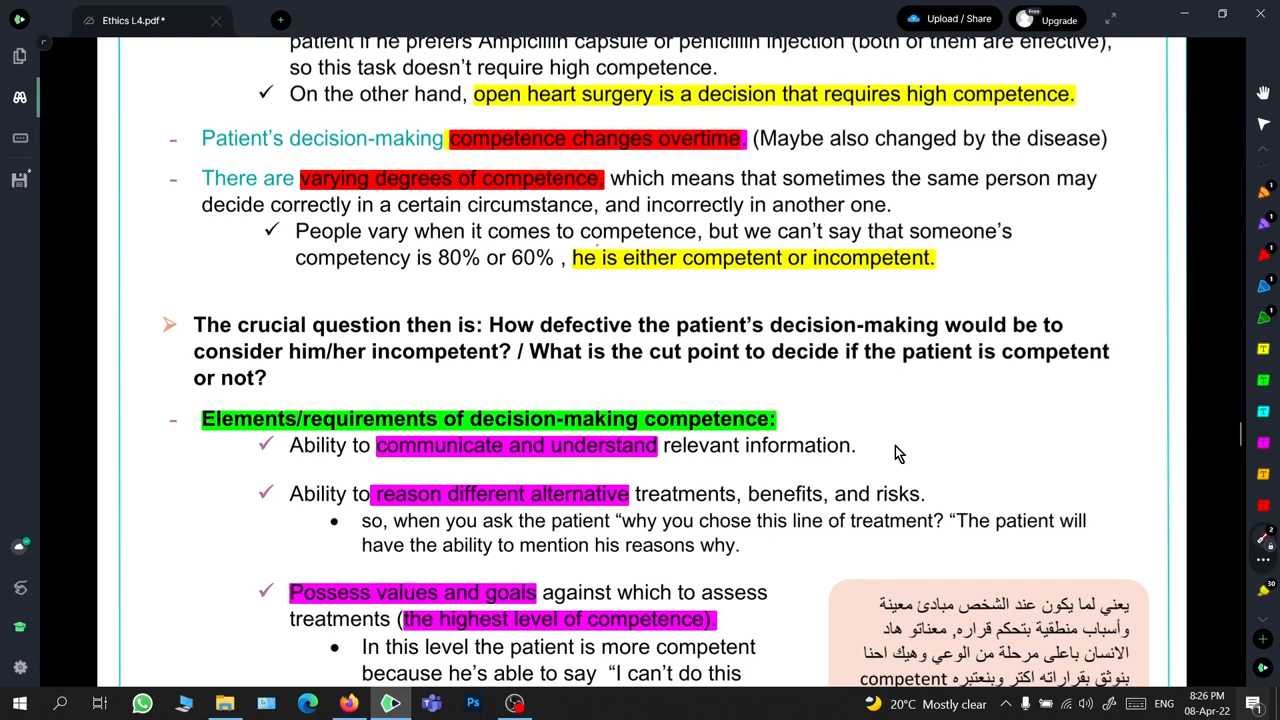 Ethics L4.pdf*
Upload / Share
Free
Upgrade
patient if he prefers Ampicillin capsule or penicillin injection (both of them are effective),
so this task doesn't require high competence.
✓ On the other hand, open heart surgery is a decision that requires high competence.
- Patient's decision-making competence changes overtime. (Maybe also changed by the disease)
- There are varying degrees of competence, which means that sometimes the same person may
decide correctly in a certain circumstance, and incorrectly in another one.
✓ People vary when it comes to competence, but we can't say that someone's
competency is 80% or 60% , he is either competent or incompetent.
The crucial question then is: How defective the patient's decision-making would be to
consider him/her incompetent? / What is the cut point to decide if the patient is competent
or not?
- Elements/requirements of decision-making competence:
✓ Ability to communicate and understand relevant information.
✓ Ability to reason different alternative treatments, benefits, and risks.
• so, when you ask the patient “why you chose this line of treatment? “The patient will
have the ability to mention his reasons why.
✓ Possess values and goals against which to assess
treatments (the highest level of competence).
• In this level the patient is more competent
because he's able to say “I can't do this
يعني لما يكون عند الشخص مبادئ معينة
وأسباب منطقية بتحكم قراره, معناتو هاد
الانسان باعلى مرحلة من الوعي وهيك احنا
بنوثق بقراراته اكتر وبنعتبره competent
20°C Mostly clear
ENG
8:26 PM
08-Apr-22